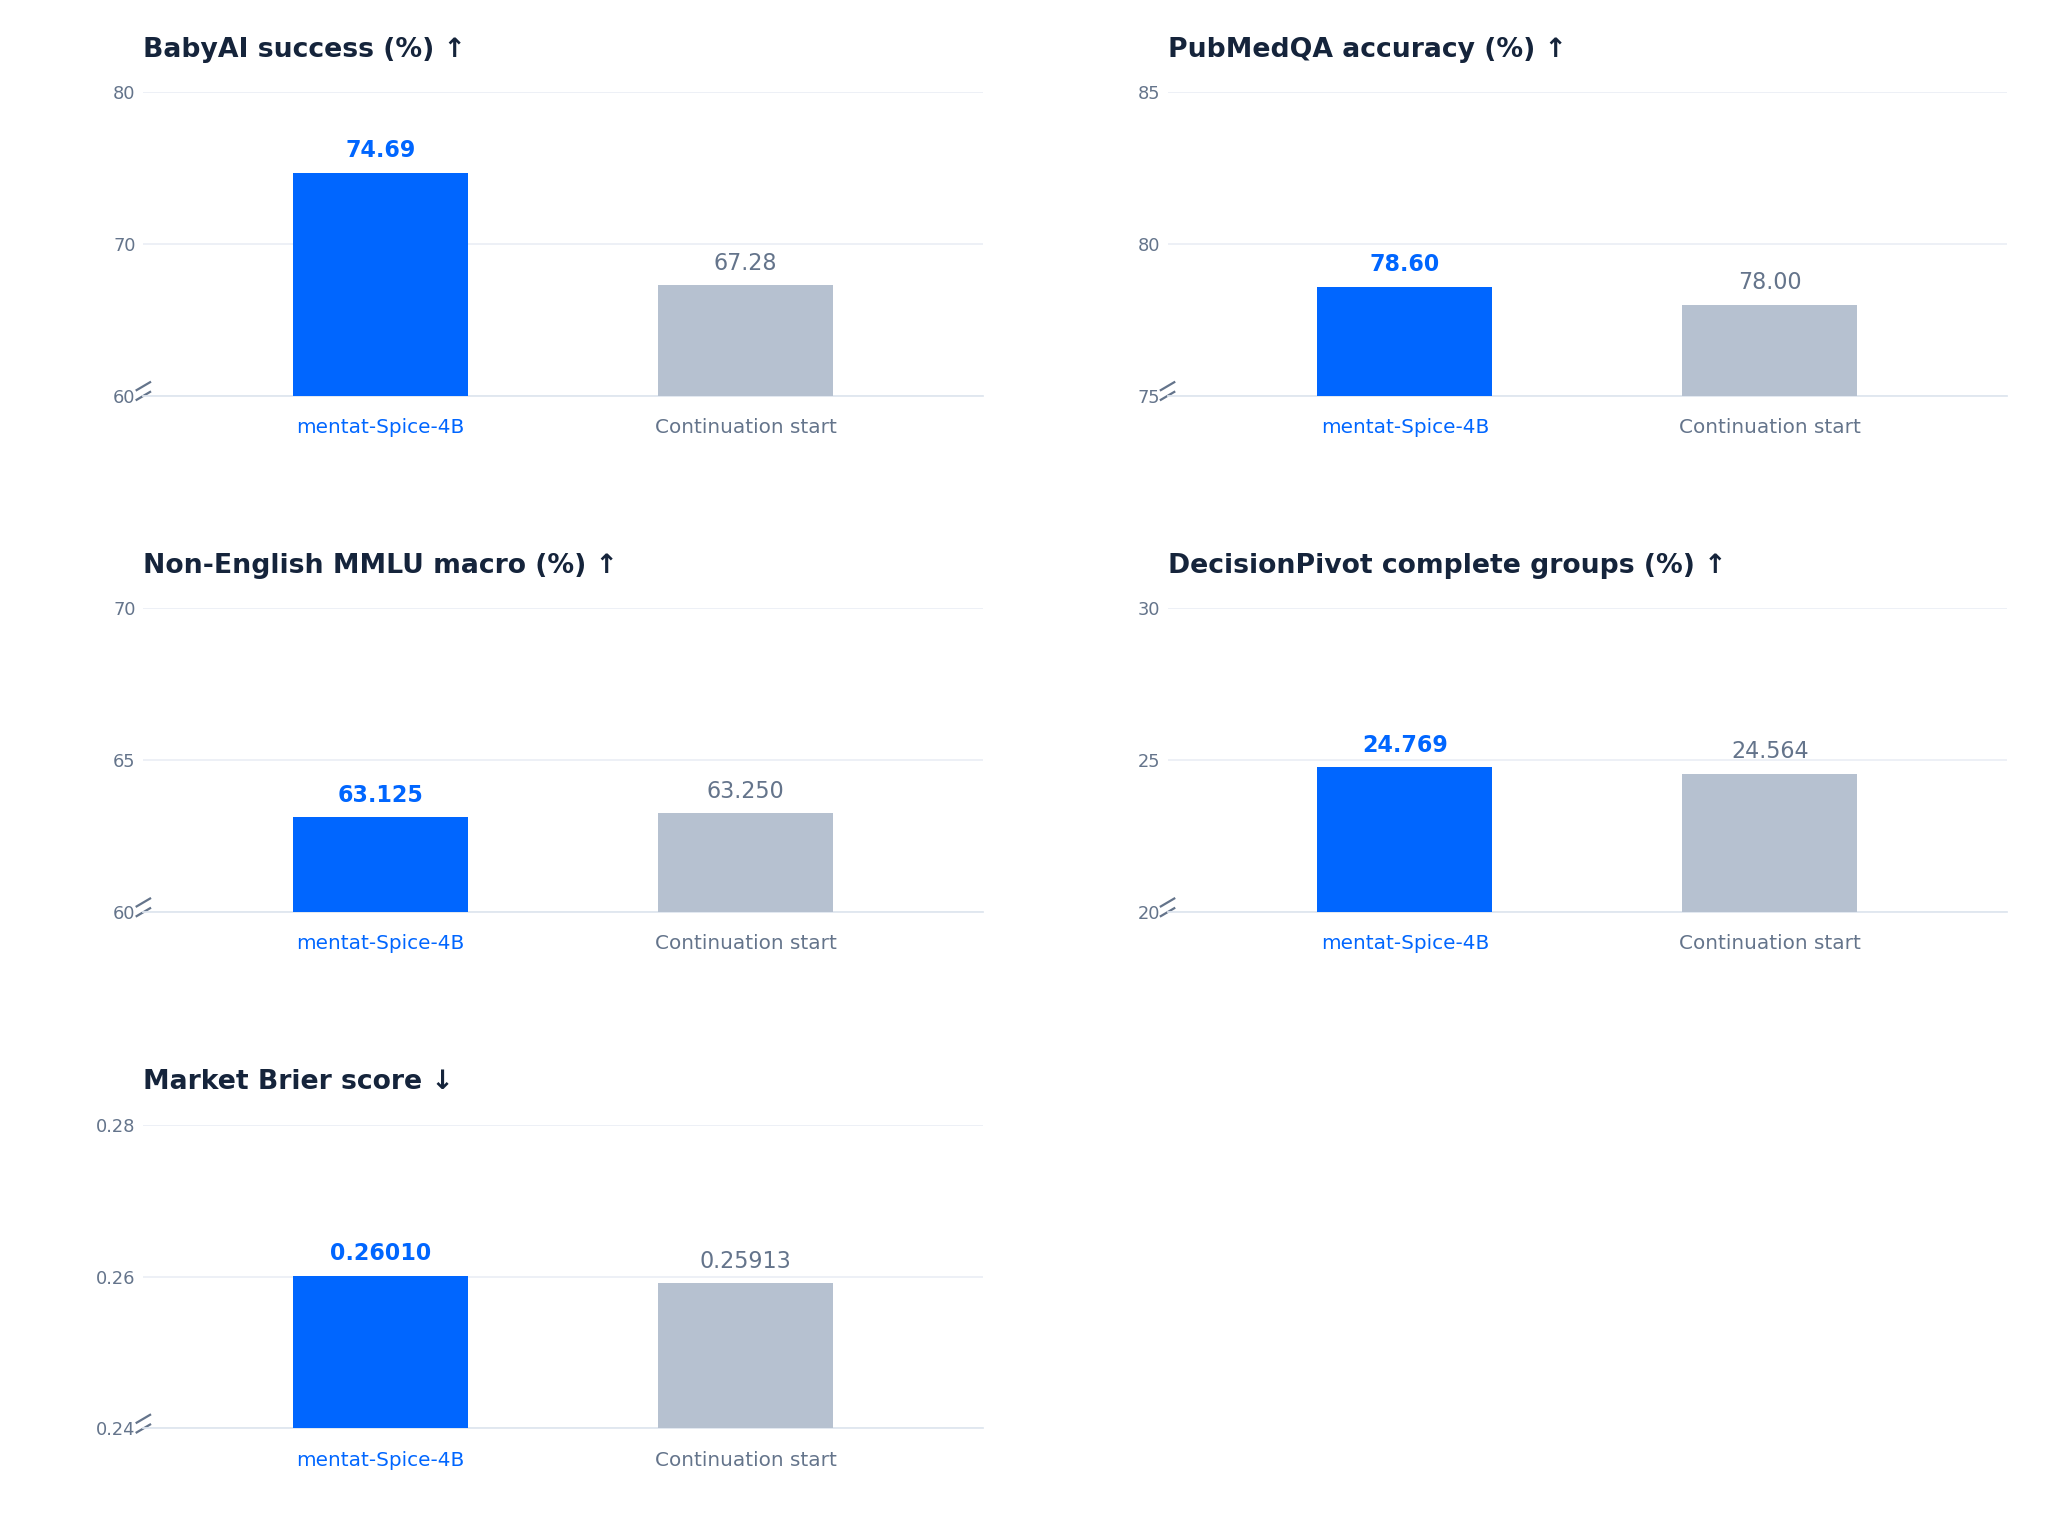 BabyAI success (%) ↑
80
74.69
70
67.28
60
mentat-Spice-4B
Continuation start
PubMedQA accuracy (%) ↑
85
80
78.60
78.00
75
mentat-Spice-4B
Continuation start
Non-English MMLU macro (%) ↑
70
65
63.125
63.250
60
mentat-Spice-4B
Continuation start
DecisionPivot complete groups (%) ↑
30
24.769
24.564
25
20
mentat-Spice-4B
Continuation start
Market Brier score ↓
0.28
0.26010
0.25913
0.26
0.24
mentat-Spice-4B
Continuation start